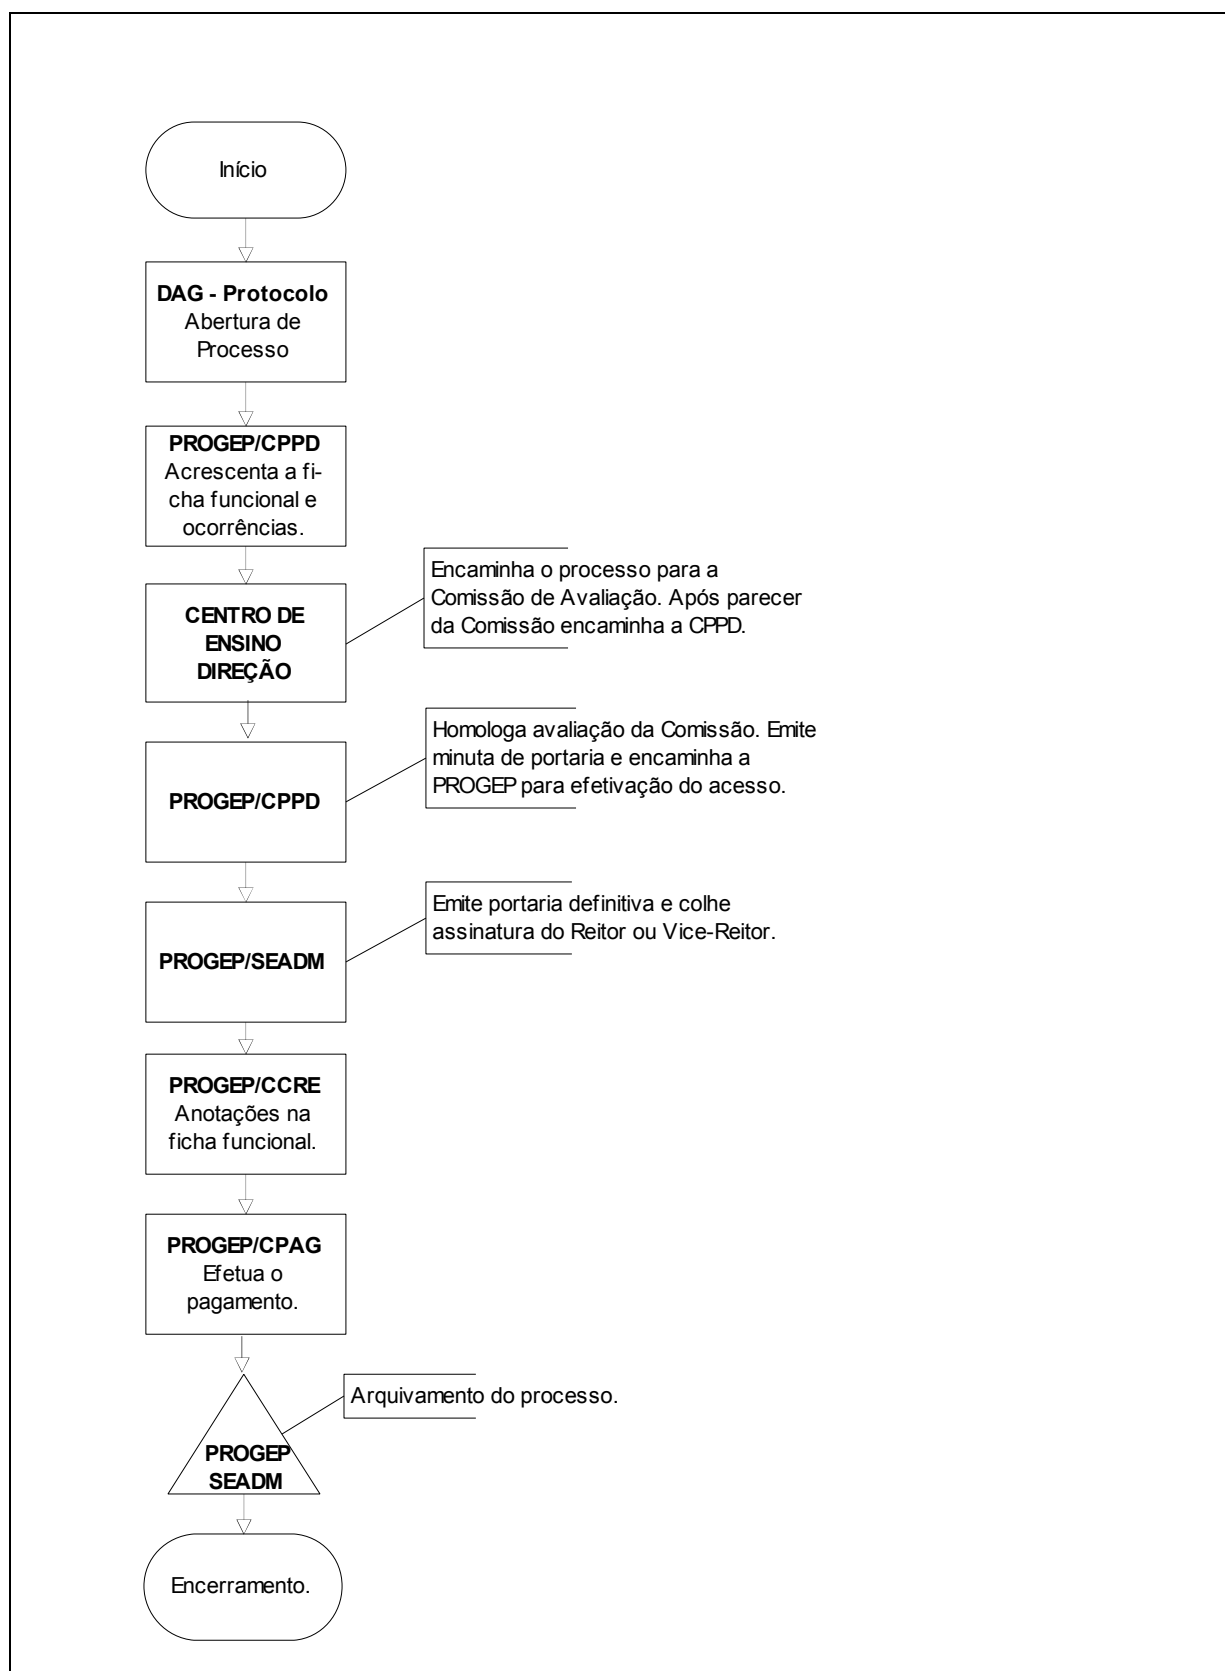 Início
DAG - Protocolo
Abertura de
Processo
PROGEP/CPPD
Acrescenta a fi-
cha funcional e
ocorrências.
CENTRO DE
ENSINO
DIREÇÃO
Encaminha o processo para a
Comissão de Avaliação. Após parecer
da Comissão encaminha a CPPD.
PROGEP/CPPD
Homologa avaliação da Comissão. Emite
minuta de portaria e encaminha a
PROGEP para efetivação do acesso.
PROGEP/SEADM
Emite portaria definitiva e colhe
assinatura do Reitor ou Vice-Reitor.
PROGEP/CCRE
Anotações na
ficha funcional.
PROGEP/CPAG
Efetua o
pagamento.
PROGEP
SEADM
Arquivamento do processo.
Encerramento.